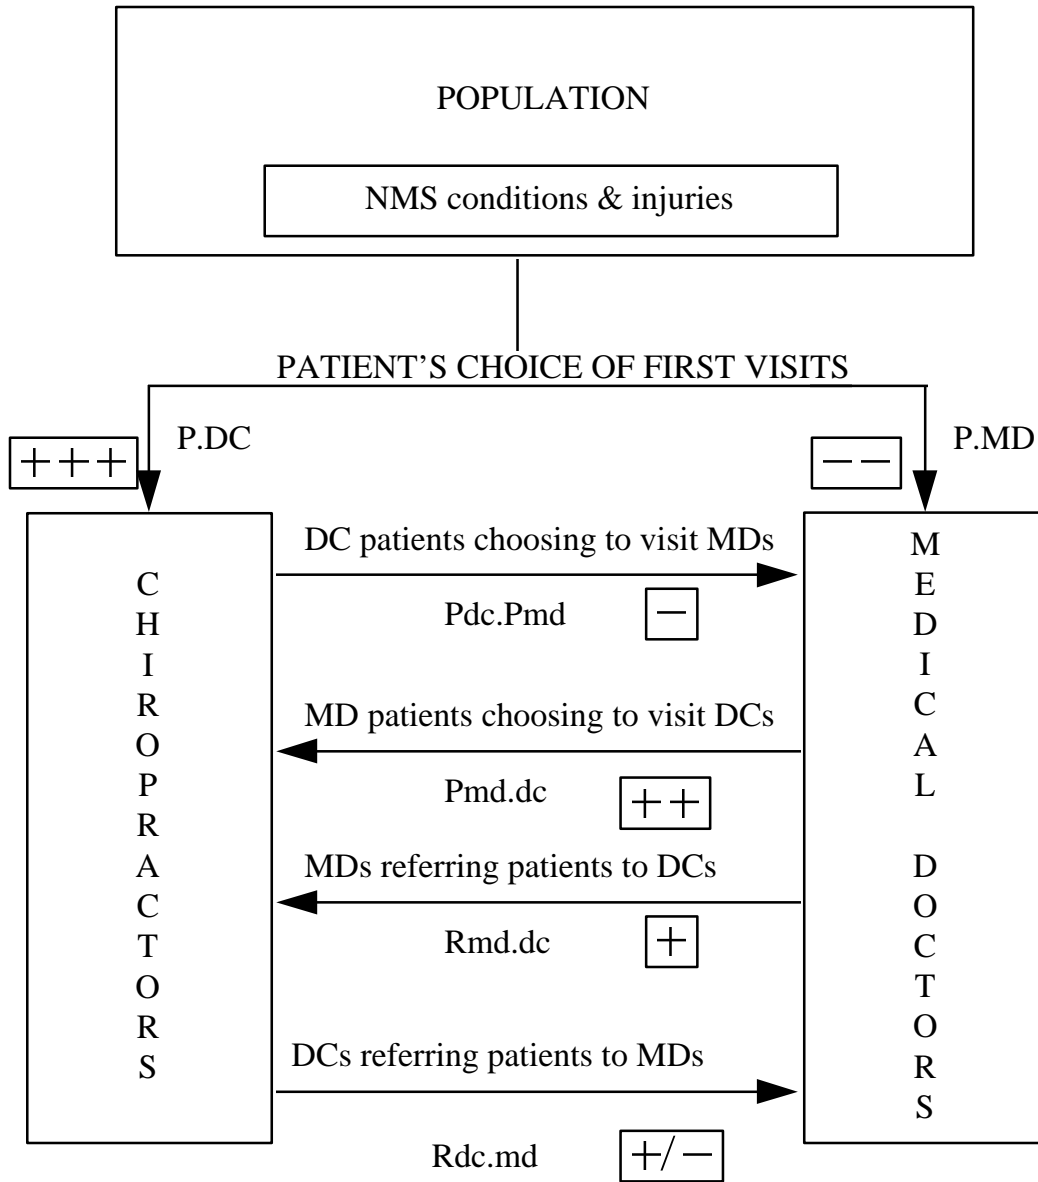 POPULATION
NMS conditions & injuries
PATIENT'S CHOICE OF FIRST VISITS
P.DC
P.MD
+++
−−
DC patients choosing to visit MDs
Pdc.Pmd
−
MD patients choosing to visit DCs
Pmd.dc
++
MDs referring patients to DCs
Rmd.dc
+
DCs referring patients to MDs
Rdc.md
+/−
CHIROPRACTORS
MEDICAL DOCTORS